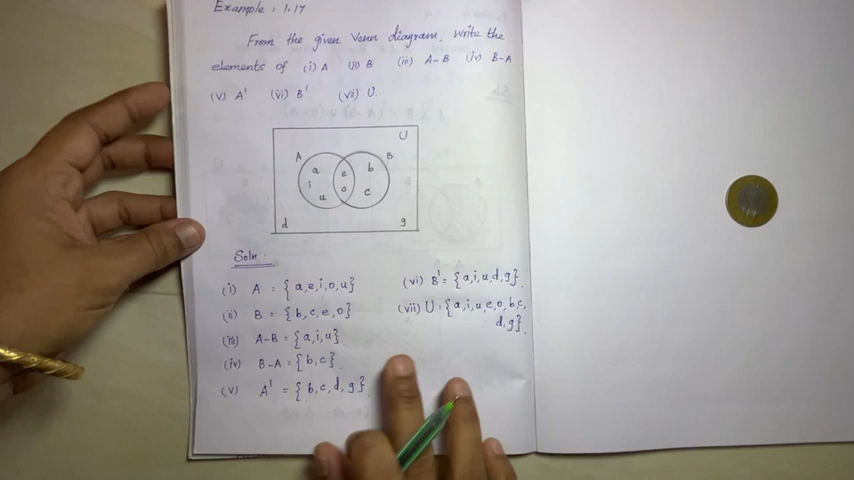 Example : 1.17
From the given Venn diagram, write the
elements of (i) A (ii) B (iii) A-B (iv) B-A
(v) A' (vi) B' (vii) U.
U
A B
a e b
i o c
u
d g
Soln :
(i) A = {a,e,i,o,u}
(ii) B = {b,c,e,o}
(iii) A-B = {a,i,u}
(iv) B-A = {b,c}
(v) A' = {b,c,d,g}.
(vi) B' = {a,i,u,d,g}.
(vii) U : {a,i,u,e,o,b,c,
d,g}.